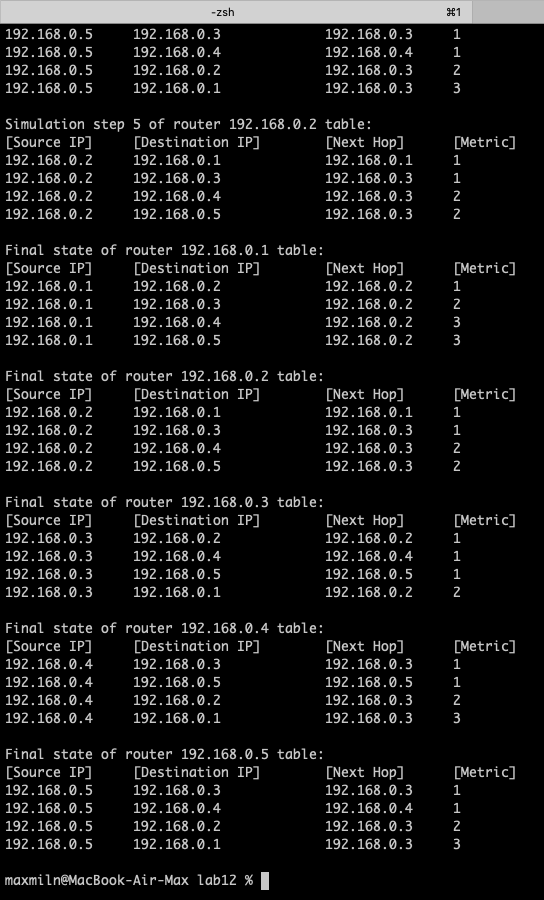 -zsh ⌘1
192.168.0.5 192.168.0.3 192.168.0.3 1
192.168.0.5 192.168.0.4 192.168.0.4 1
192.168.0.5 192.168.0.2 192.168.0.3 2
192.168.0.5 192.168.0.1 192.168.0.3 3
Simulation step 5 of router 192.168.0.2 table:
[Source IP] [Destination IP] [Next Hop] [Metric]
192.168.0.2 192.168.0.1 192.168.0.1 1
192.168.0.2 192.168.0.3 192.168.0.3 1
192.168.0.2 192.168.0.4 192.168.0.3 2
192.168.0.2 192.168.0.5 192.168.0.3 2
Final state of router 192.168.0.1 table:
[Source IP] [Destination IP] [Next Hop] [Metric]
192.168.0.1 192.168.0.2 192.168.0.2 1
192.168.0.1 192.168.0.3 192.168.0.2 2
192.168.0.1 192.168.0.4 192.168.0.2 3
192.168.0.1 192.168.0.5 192.168.0.2 3
Final state of router 192.168.0.2 table:
[Source IP] [Destination IP] [Next Hop] [Metric]
192.168.0.2 192.168.0.1 192.168.0.1 1
192.168.0.2 192.168.0.3 192.168.0.3 1
192.168.0.2 192.168.0.4 192.168.0.3 2
192.168.0.2 192.168.0.5 192.168.0.3 2
Final state of router 192.168.0.3 table:
[Source IP] [Destination IP] [Next Hop] [Metric]
192.168.0.3 192.168.0.2 192.168.0.2 1
192.168.0.3 192.168.0.4 192.168.0.4 1
192.168.0.3 192.168.0.5 192.168.0.5 1
192.168.0.3 192.168.0.1 192.168.0.2 2
Final state of router 192.168.0.4 table:
[Source IP] [Destination IP] [Next Hop] [Metric]
192.168.0.4 192.168.0.3 192.168.0.3 1
192.168.0.4 192.168.0.5 192.168.0.5 1
192.168.0.4 192.168.0.2 192.168.0.3 2
192.168.0.4 192.168.0.1 192.168.0.3 3
Final state of router 192.168.0.5 table:
[Source IP] [Destination IP] [Next Hop] [Metric]
192.168.0.5 192.168.0.3 192.168.0.3 1
192.168.0.5 192.168.0.4 192.168.0.4 1
192.168.0.5 192.168.0.2 192.168.0.3 2
192.168.0.5 192.168.0.1 192.168.0.3 3
maxmiln@MacBook-Air-Max lab12 %